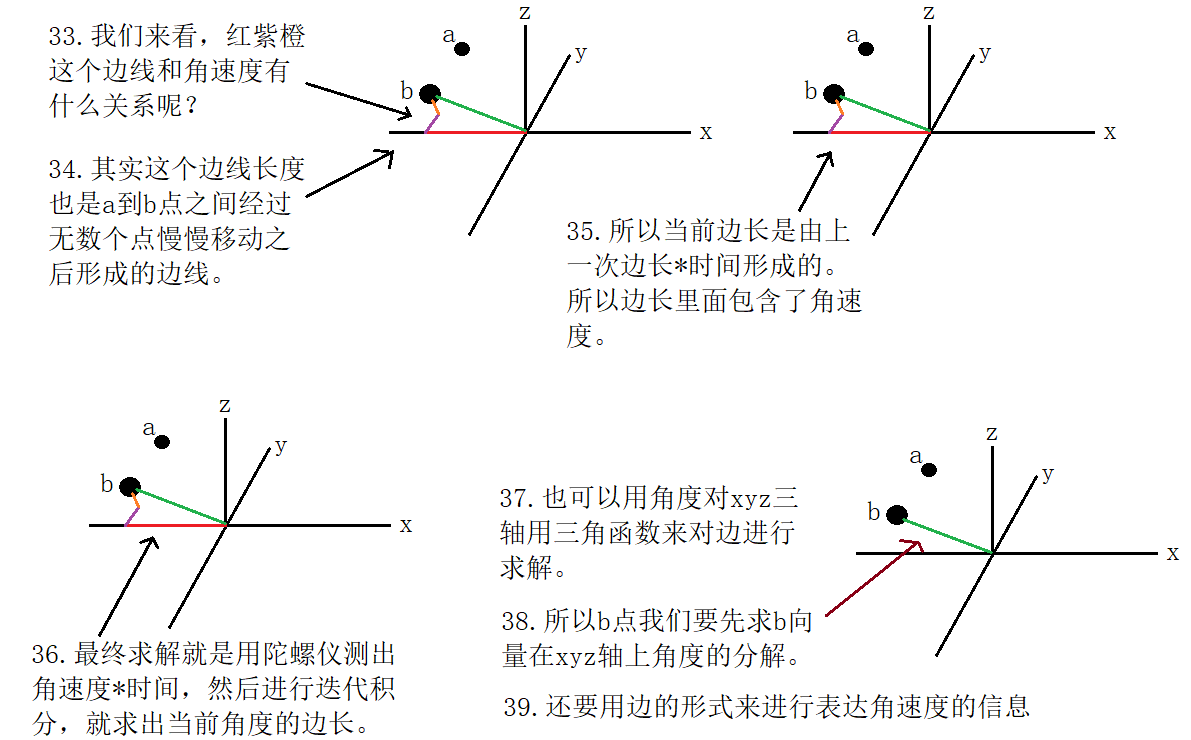 33.我们来看，红紫橙
这个边线和角速度有
什么关系呢？
34.其实这个边线长度
也是a到b点之间经过
无数个点慢慢移动之
后形成的边线。
z
a
y
b
x
z
a
y
b
x
35.所以当前边长是由上
一次边长*时间形成的。
所以边长里面包含了角速
度。
z
a
y
b
x
36.最终求解就是用陀螺仪测出
角速度*时间，然后进行迭代积
分，就求出当前角度的边长。
37.也可以用角度对xyz三
轴用三角函数来对边进行
求解。
38.所以b点我们要先求b向
量在xyz轴上角度的分解。
39.还要用边的形式来进行表达角速度的信息
z
a
y
b
x